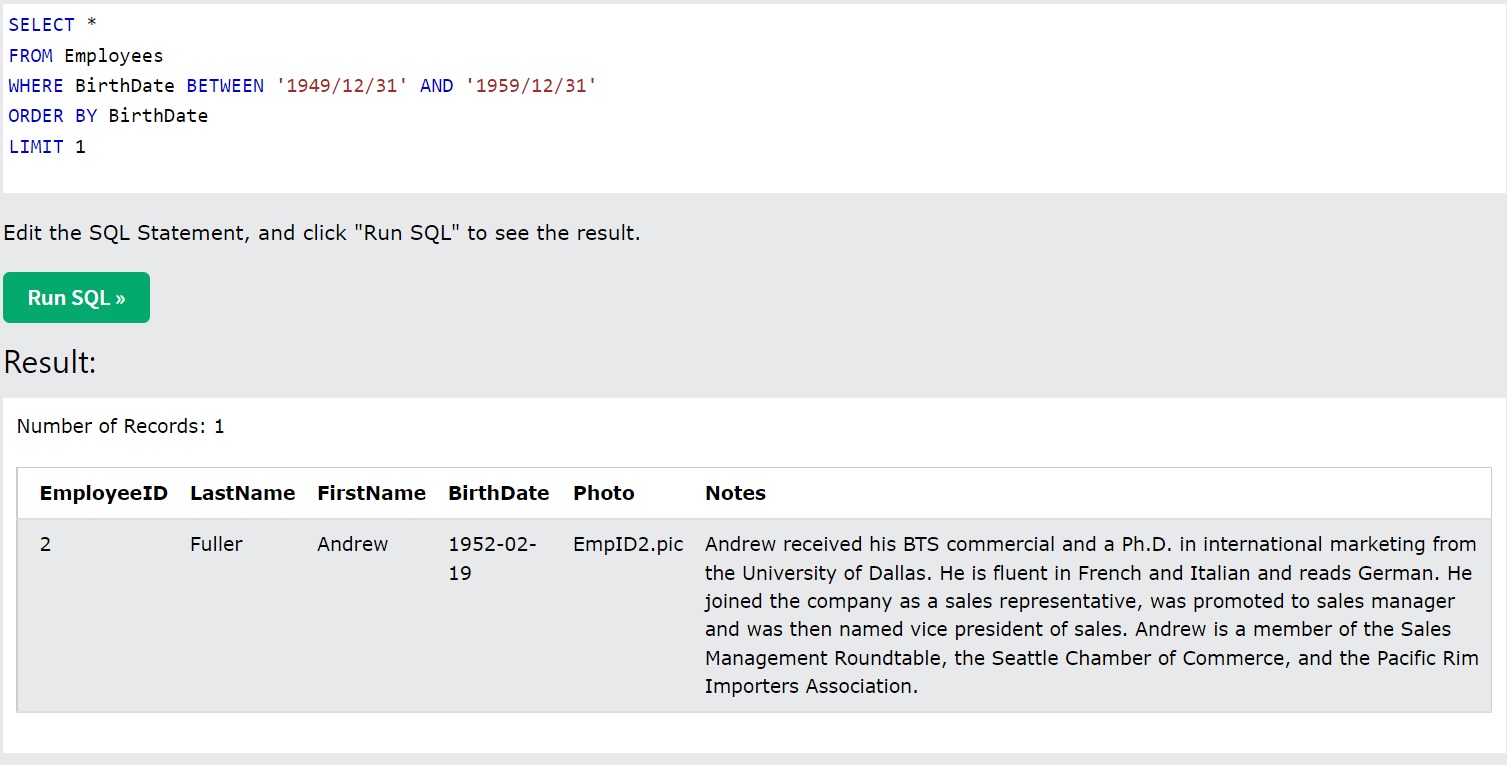 SELECT *
FROM Employees
WHERE BirthDate BETWEEN '1949/12/31' AND '1959/12/31'
ORDER BY BirthDate
LIMIT 1
Edit the SQL Statement, and click "Run SQL" to see the result.
Run SQL »
Result:
Number of Records: 1
EmployeeID LastName FirstName BirthDate Photo Notes
2 Fuller Andrew 1952-02- EmpID2.pic Andrew received his BTS commercial and a Ph.D. in international marketing from
19 the University of Dallas. He is fluent in French and Italian and reads German. He
joined the company as a sales representative, was promoted to sales manager
and was then named vice president of sales. Andrew is a member of the Sales
Management Roundtable, the Seattle Chamber of Commerce, and the Pacific Rim
Importers Association.